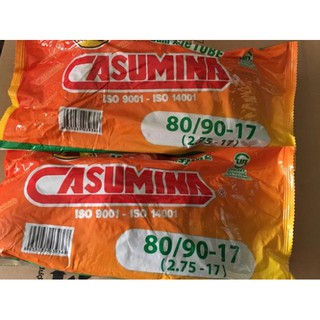 TUBE
CASUMINA
ISO 9001 - ISO 14001
80/90-17
(2.75 - 17)
CASUMINA
ISO 9001 - ISO 14001
80/90-17
(2.75 - 17)